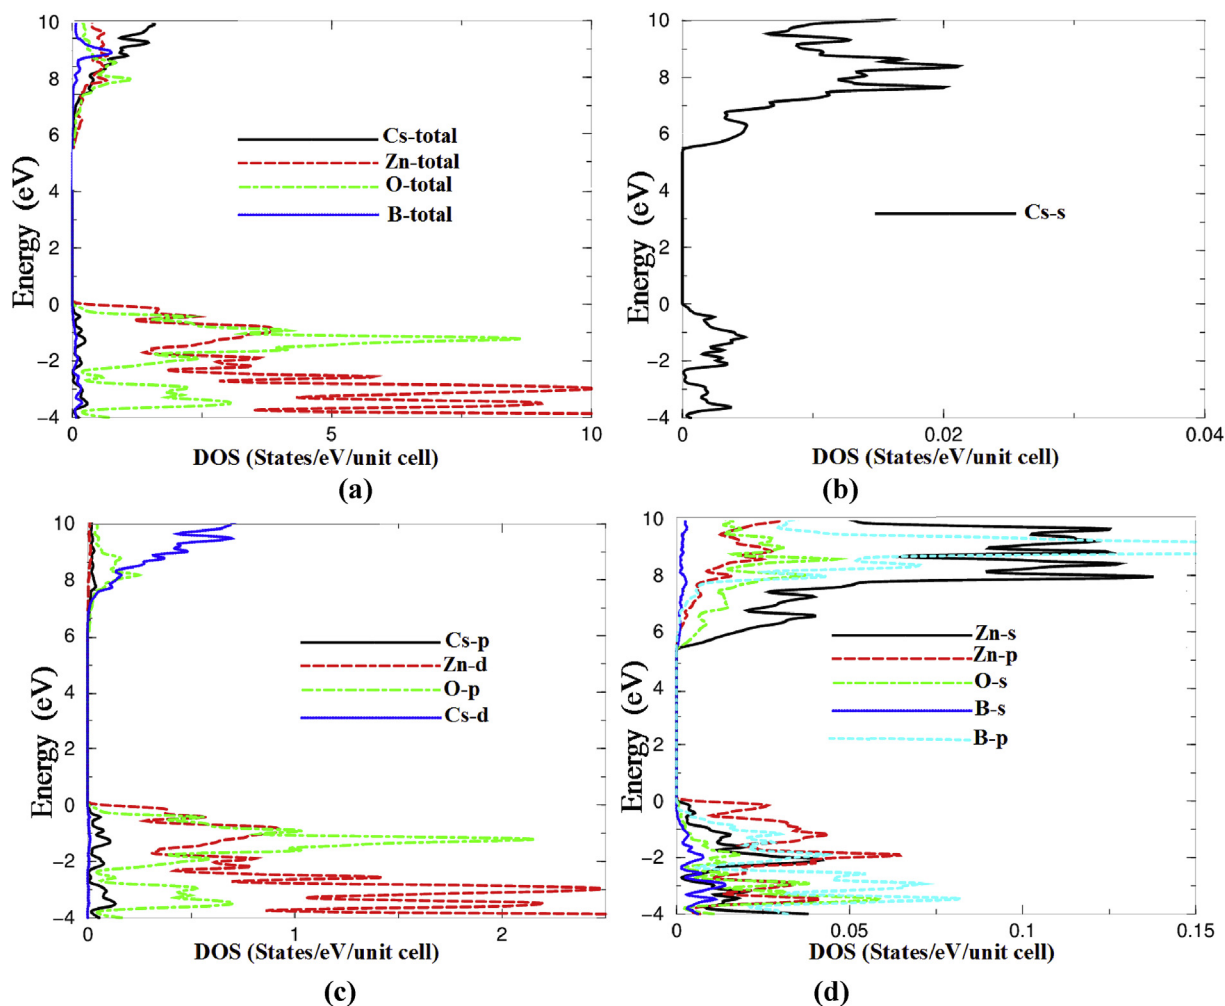 10
8
6
4
2
0
−2
−4
Energy (eV)
Cs-total
Zn-total
O-total
B-total
0 5 10
DOS (States/eV/unit cell)
(a)
10
8
6
4
2
0
−2
−4
Energy (eV)
Cs-s
0 0.02 0.04
DOS (States/eV/unit cell)
(b)
10
8
6
4
2
0
−2
−4
Energy (eV)
Cs-p
Zn-d
O-p
Cs-d
0 1 2
DOS (States/eV/unit cell)
(c)
10
8
6
4
2
0
−2
−4
Energy (eV)
Zn-s
Zn-p
O-s
B-s
B-p
0 0.05 0.1 0.15
DOS (States/eV/unit cell)
(d)